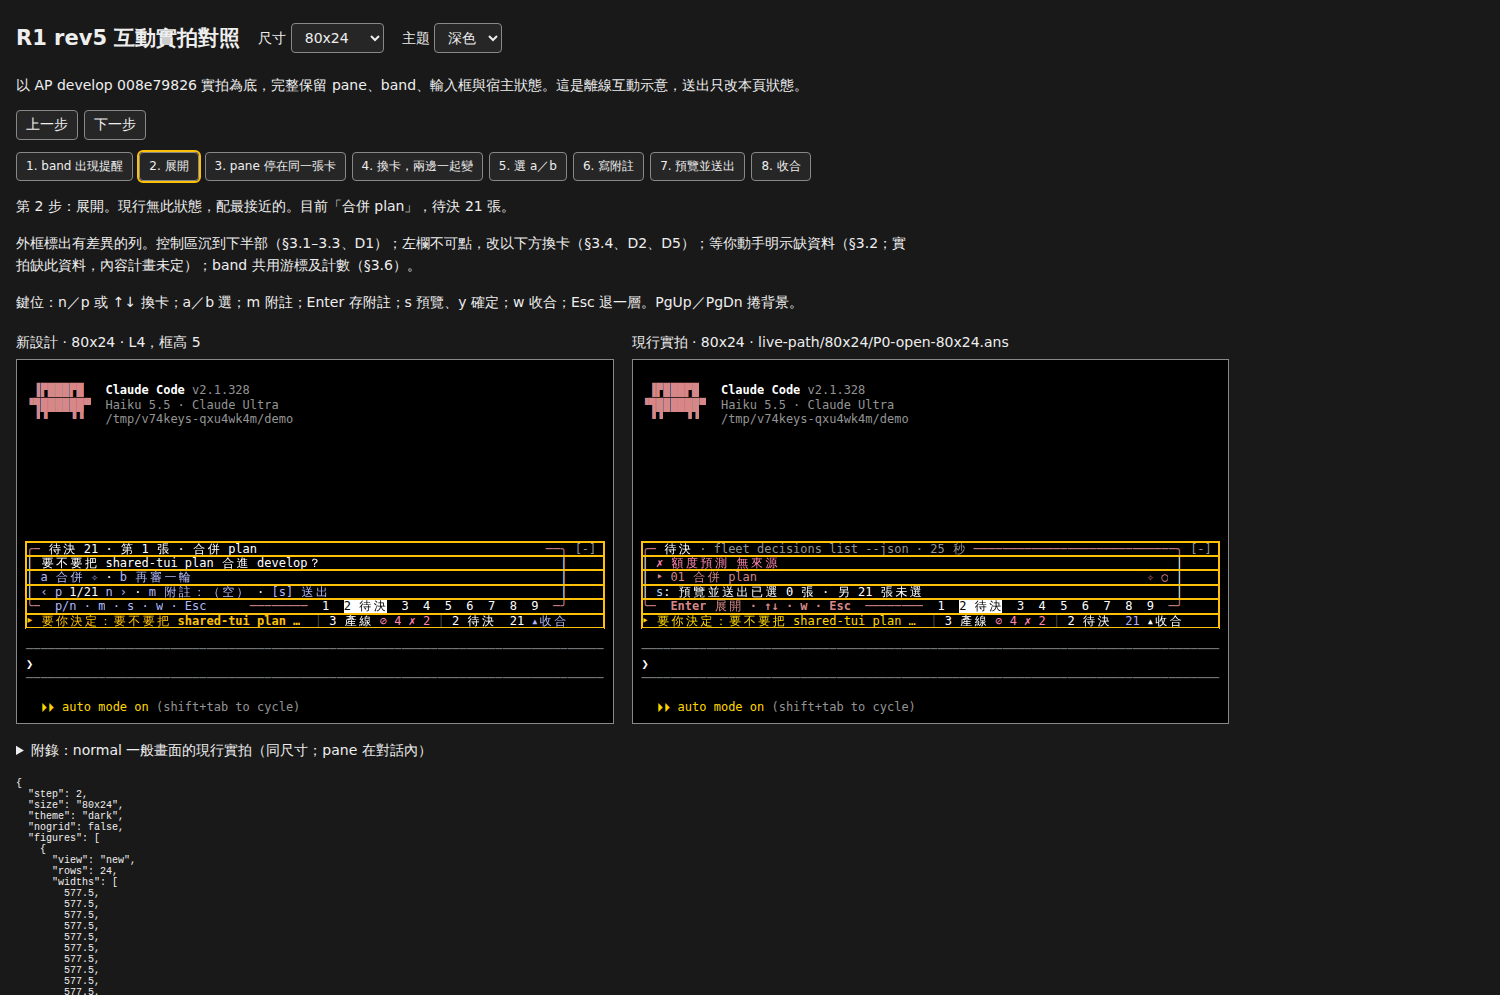 R1 rev5 互動實拍對照 尺寸 80x24 主題 深色
以 AP develop 008e79826 實拍為底，完整保留 pane、band、輸入框與宿主狀態。這是離線互動示意，送出只改本頁狀態。
上一步 下一步
1. band 出現提醒 2. 展開 3. pane 停在同一張卡 4. 換卡，兩邊一起變 5. 選 a／b 6. 寫附註 7. 預覽並送出 8. 收合
第 2 步：展開。現行無此狀態，配最接近的。目前「合併 plan」，待決 21 張。
外框標出有差異的列。控制區沉到下半部（§3.1–3.3、D1）；左欄不可點，改以下方換卡（§3.4、D2、D5）；等你動手明示缺資料（§3.2；實
拍缺此資料，內容計畫未定）；band 共用游標及計數（§3.6）。
鍵位：n／p 或 ↑↓ 換卡；a／b 選；m 附註；Enter 存附註；s 預覽、y 確定；w 收合；Esc 退一層。PgUp／PgDn 捲背景。
新設計 · 80x24 · L4，框高 5
Claude Code v2.1.328
Haiku 5.5 · Claude Ultra
/tmp/v74keys-qxu4wk4m/demo
待決 21 · 第 1 張 · 合併 plan [-]
要不要把 shared-tui plan 合進 develop？
a 合併 ✧ · b 再審一輪
‹ p 1/21 n › · m 附註：（空） · [s] 送出
p/n · m · s · w · Esc 1 2 待決 3 4 5 6 7 8 9
▸ 要你決定：要不要把 shared-tui plan … │ 3 產線 ⊘ 4 ✗ 2 │ 2 待決 21 ▴收合
❯
⏵⏵ auto mode on (shift+tab to cycle)
現行實拍 · 80x24 · live-path/80x24/P0-open-80x24.ans
Claude Code v2.1.328
Haiku 5.5 · Claude Ultra
/tmp/v74keys-qxu4wk4m/demo
待決 · fleet decisions list --json · 25 秒 [-]
✗ 額度預測 無來源
‣ 01 合併 plan ✧ ○
s: 預覽並送出已選 0 張 · 另 21 張未選
Enter 展開 · ↑↓ · w · Esc 1 2 待決 3 4 5 6 7 8 9
▸ 要你決定：要不要把 shared-tui plan … │ 3 產線 ⊘ 4 ✗ 2 │ 2 待決 21 ▴收合
❯
⏵⏵ auto mode on (shift+tab to cycle)
▶ 附錄：normal 一般畫面的現行實拍（同尺寸；pane 在對話內）
{
"step": 2,
"size": "80x24",
"theme": "dark",
"nogrid": false,
"figures": [
{
"view": "new",
"rows": 24,
"widths": [
577.5,
577.5,
577.5,
577.5,
577.5,
577.5,
577.5,
577.5,
577.5,
577.5,